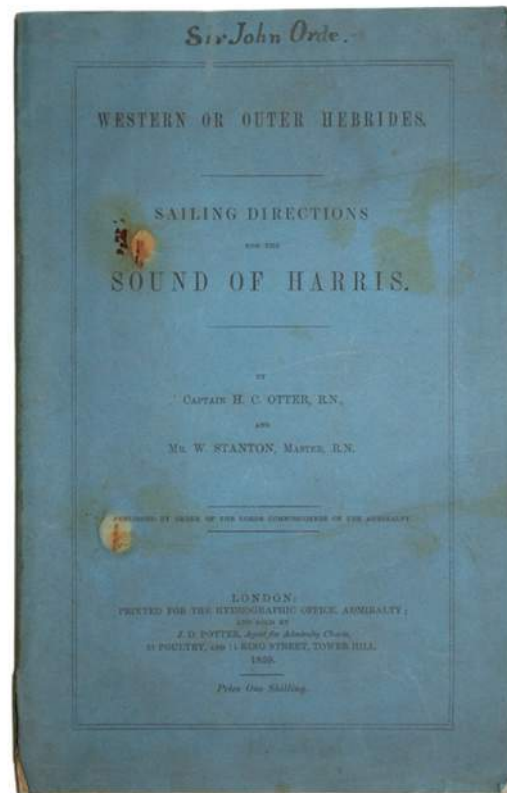 Sir John Orde.
WESTERN OR OUTER HEBRIDES.
SAILING DIRECTIONS
FOR THE
SOUND OF HARRIS.
BY
CAPTAIN H. C. OTTER, R.N.,
AND
MR. W. STANTON, MASTER, R.N.
PUBLISHED BY ORDER OF THE LORDS COMMISSIONERS OF THE ADMIRALTY
LONDON:
PRINTED FOR THE HYDROGRAPHIC OFFICE, ADMIRALTY;
AND SOLD BY
J. D. POTTER, Agent for Admiralty Charts,
31 POULTRY, AND 11 KING STREET, TOWER HILL.
Price One Shilling.